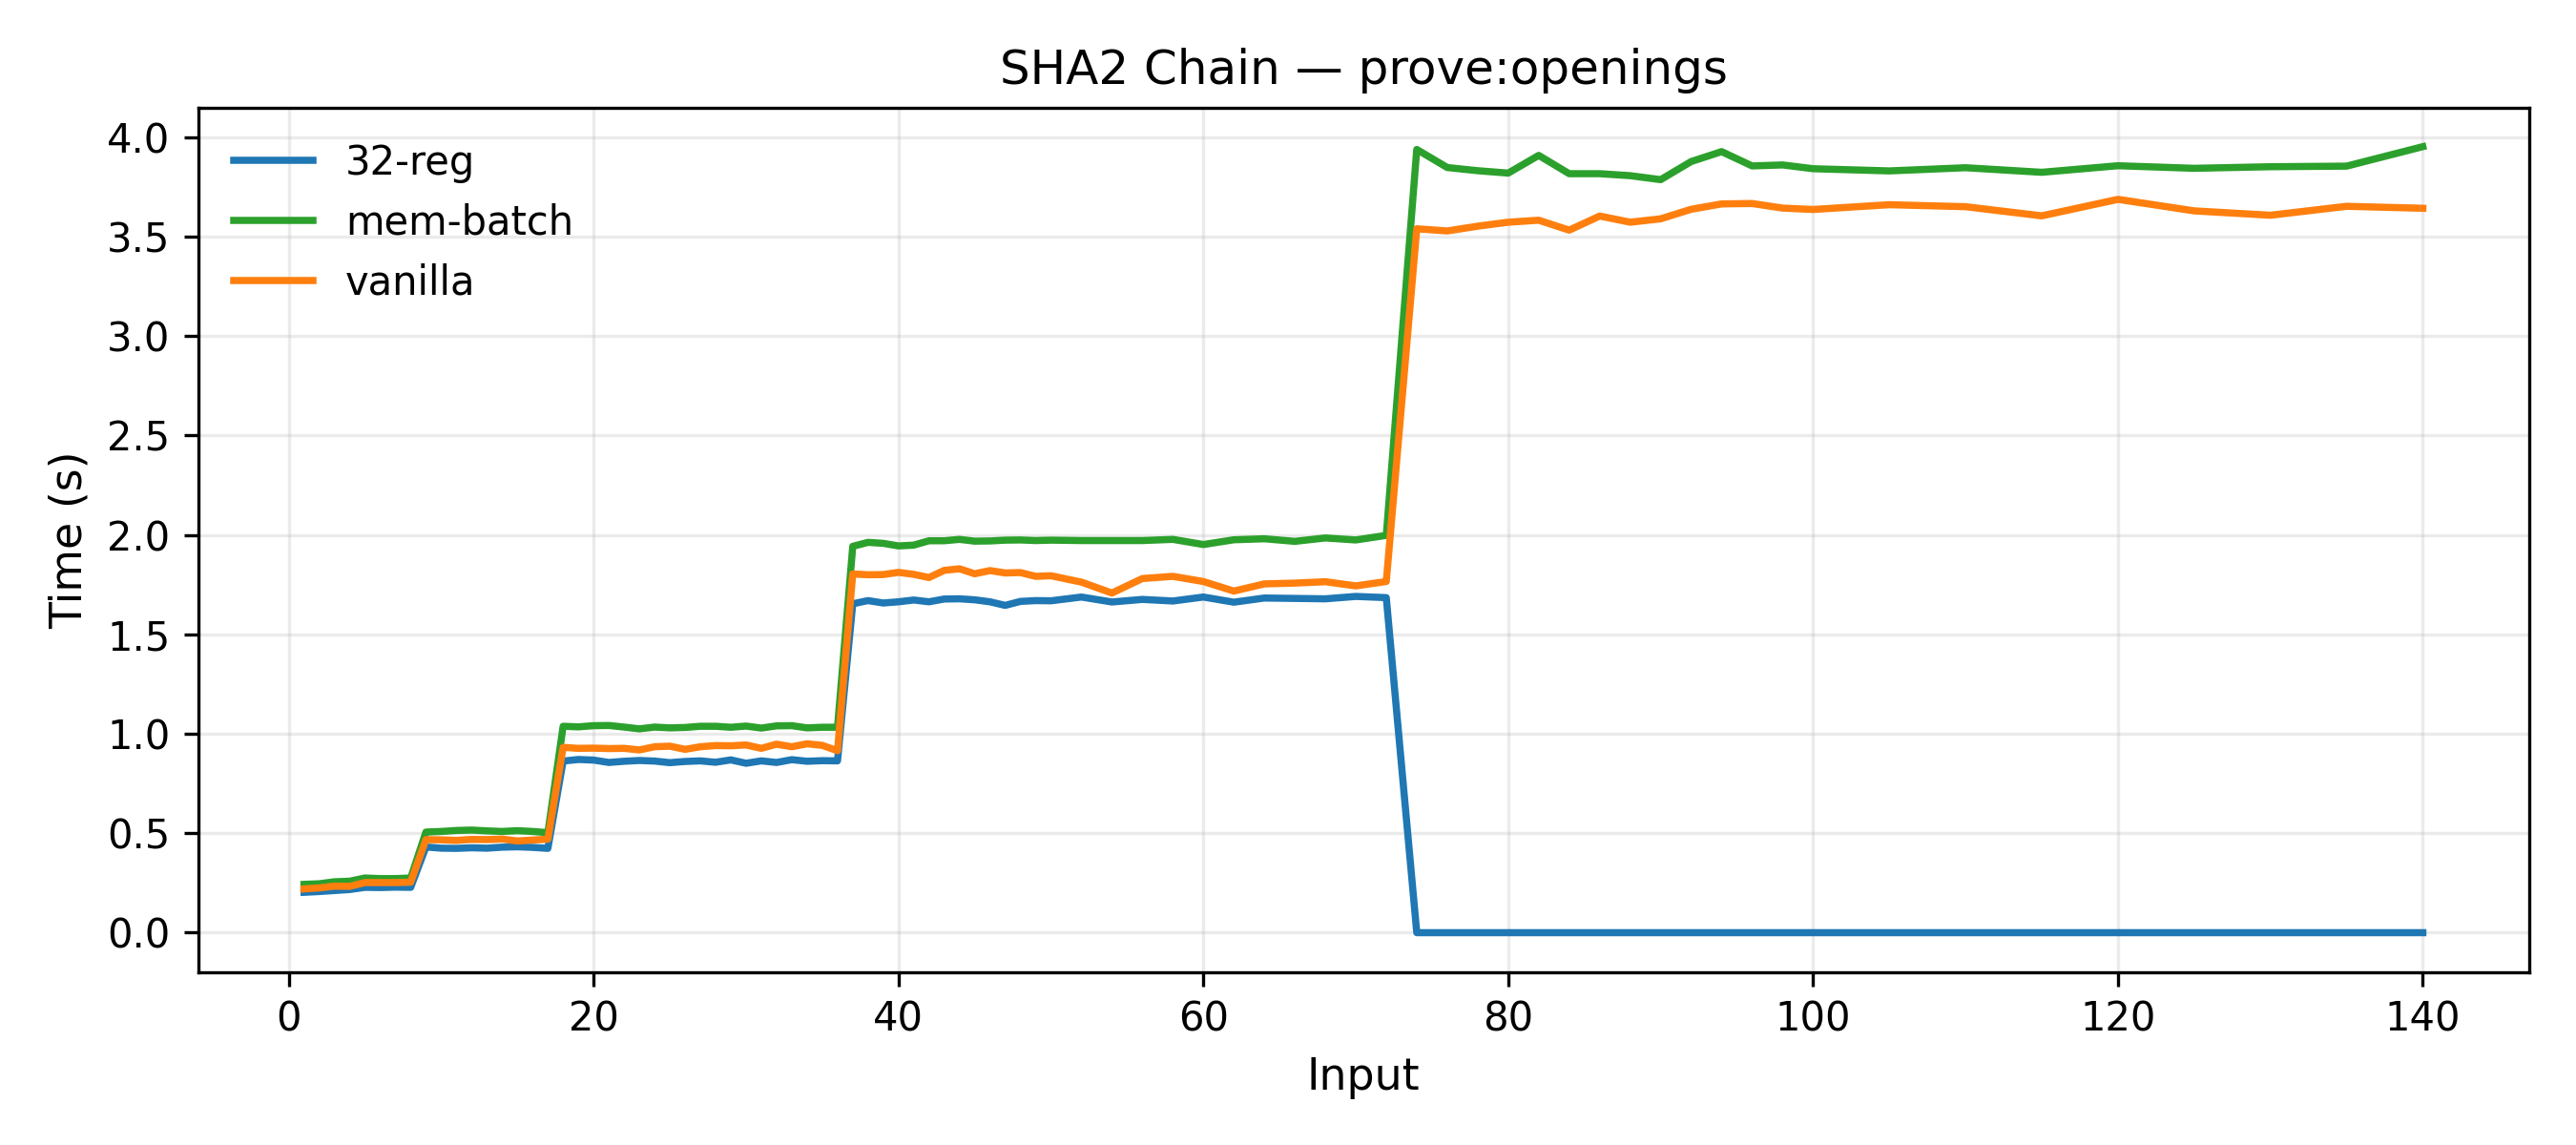 SHA2 Chain — prove:openings
32-reg
mem-batch
vanilla
Time (s)
4.0
3.5
3.0
2.5
2.0
1.5
1.0
0.5
0.0
0 20 40 60 80 100 120 140
Input